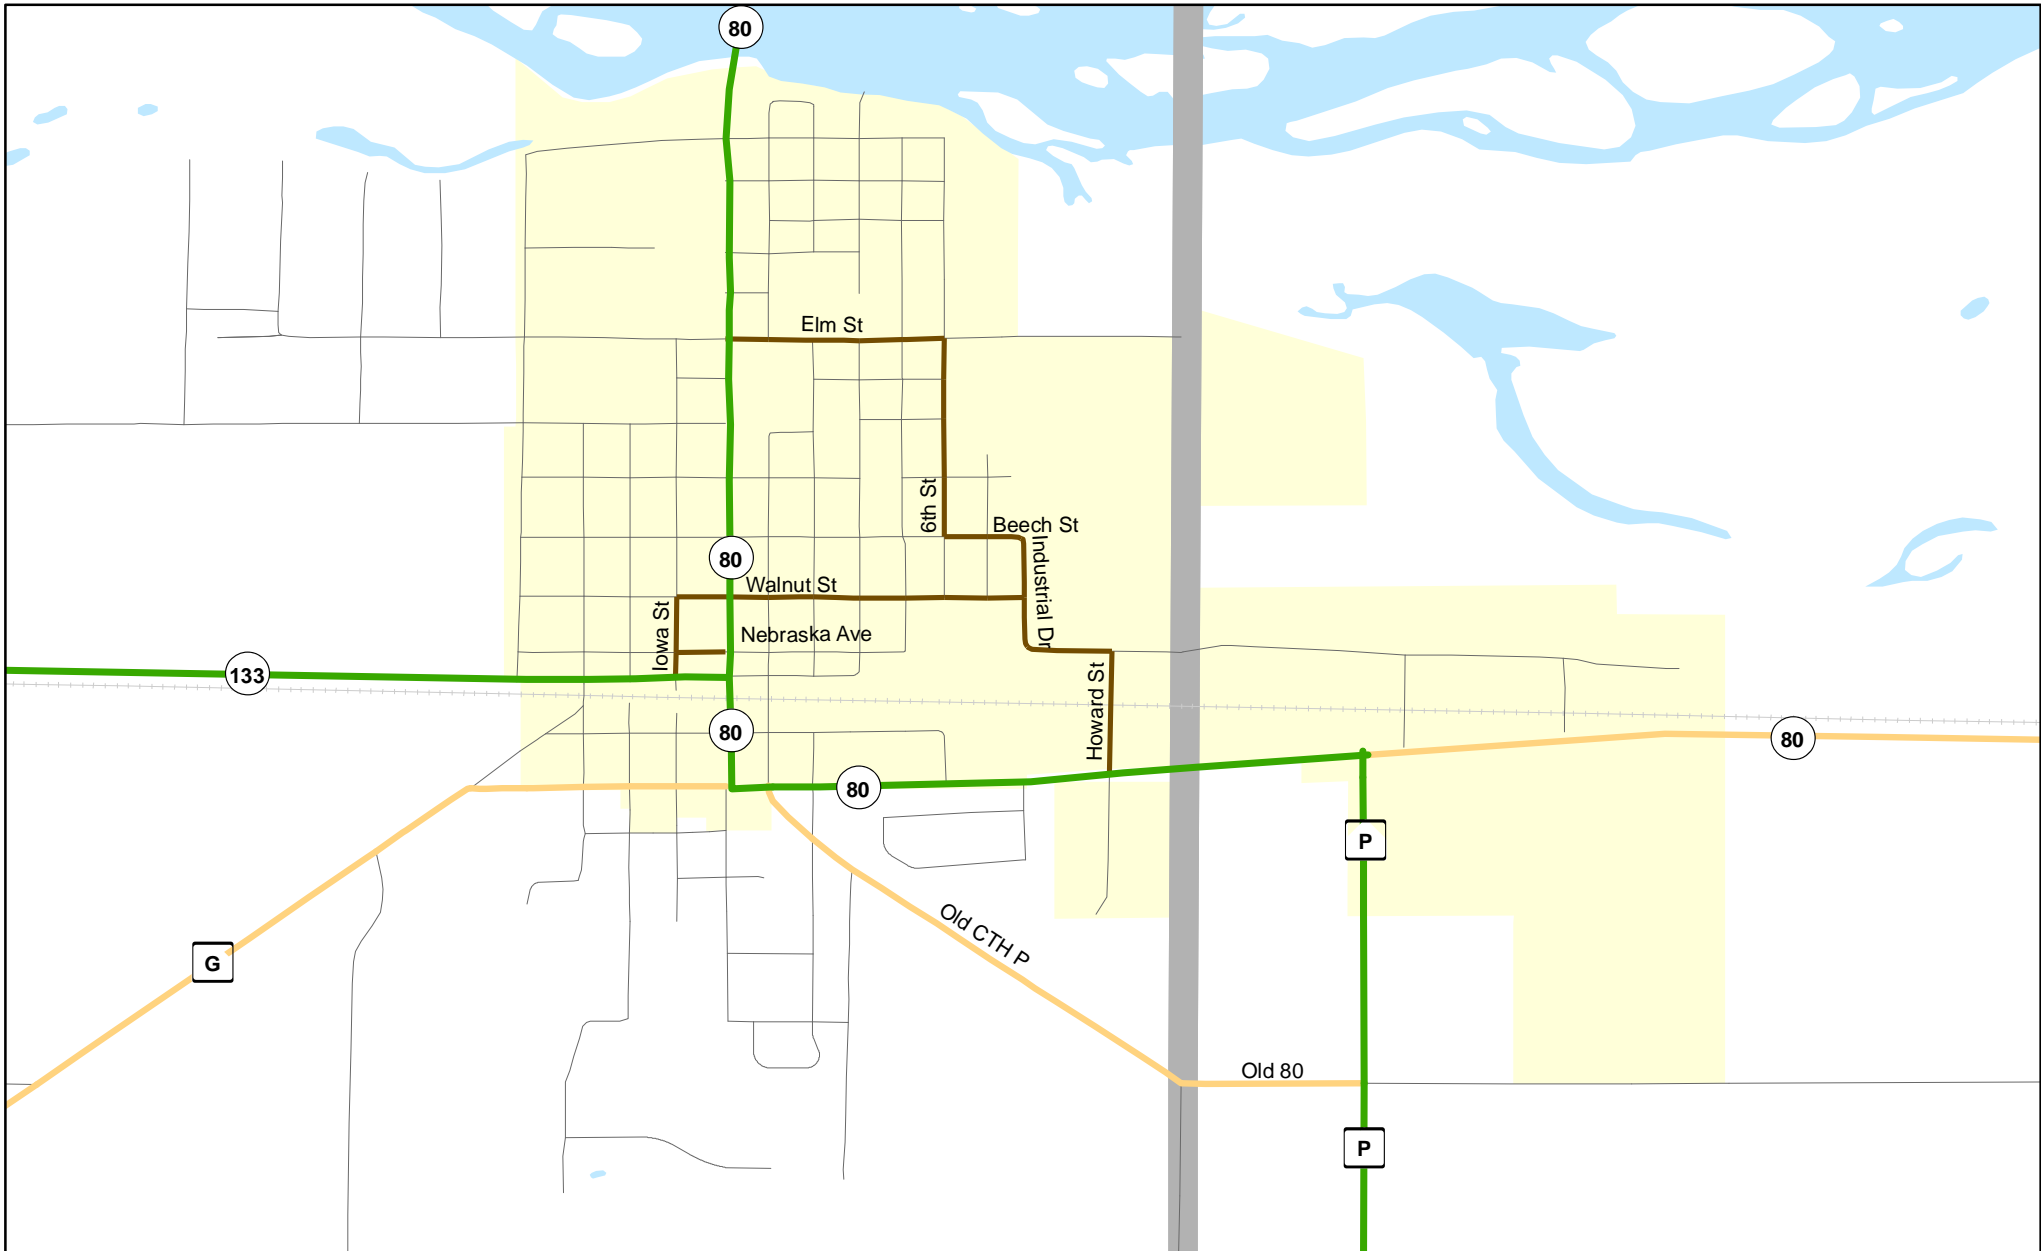 80
Elm St
6th St
Beech St
Industrial Dr
80
Walnut St
Iowa St
Nebraska Ave
133
Howard St
80
80
80
P
Old CTH P
G
Old 80
P